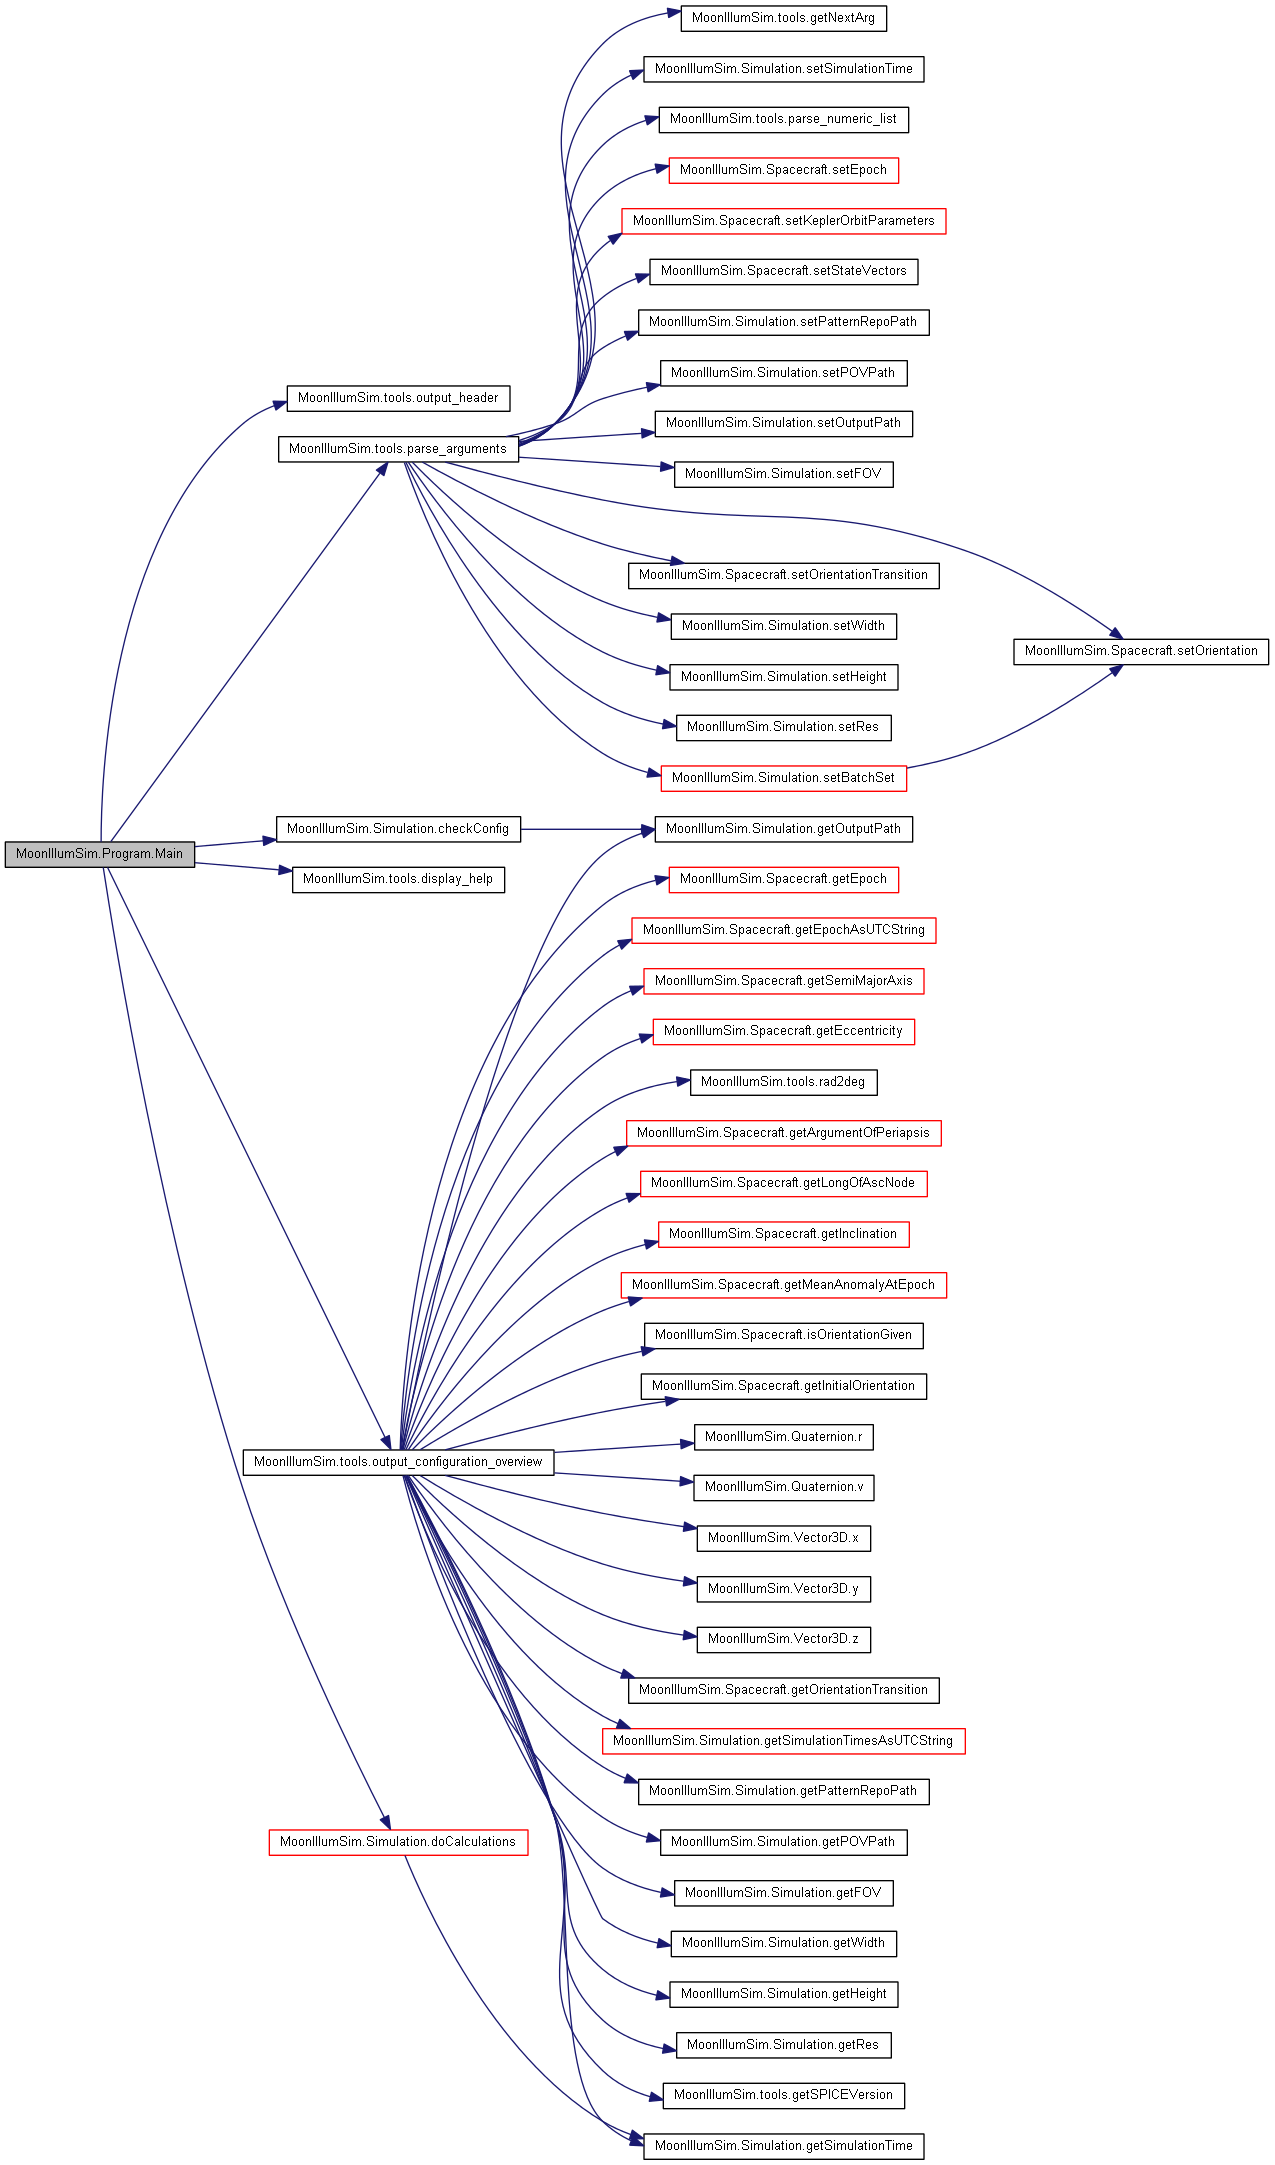 MoonIllumSim.tools.getNextArg
MoonIllumSim.Simulation.setSimulationTime
MoonIllumSim.tools.parse_numeric_list
MoonIllumSim.Spacecraft.setEpoch
MoonIllumSim.Spacecraft.setKeplerOrbitParameters
MoonIllumSim.Spacecraft.setStateVectors
MoonIllumSim.Simulation.setPatternRepoPath
MoonIllumSim.Simulation.setPOVPath
MoonIllumSim.tools.output_header
MoonIllumSim.Simulation.setOutputPath
MoonIllumSim.tools.parse_arguments
MoonIllumSim.Simulation.setFOV
MoonIllumSim.Spacecraft.setOrientationTransition
MoonIllumSim.Simulation.setWidth
MoonIllumSim.Spacecraft.setOrientation
MoonIllumSim.Simulation.setHeight
MoonIllumSim.Simulation.setRes
MoonIllumSim.Simulation.setBatchSet
MoonIllumSim.Simulation.checkConfig
MoonIllumSim.Simulation.getOutputPath
MoonIllumSim.Program.Main
MoonIllumSim.tools.display_help
MoonIllumSim.Spacecraft.getEpoch
MoonIllumSim.Spacecraft.getEpochAsUTCString
MoonIllumSim.Spacecraft.getSemiMajorAxis
MoonIllumSim.Spacecraft.getEccentricity
MoonIllumSim.tools.rad2deg
MoonIllumSim.Spacecraft.getArgumentOfPeriapsis
MoonIllumSim.Spacecraft.getLongOfAscNode
MoonIllumSim.Spacecraft.getInclination
MoonIllumSim.Spacecraft.getMeanAnomalyAtEpoch
MoonIllumSim.Spacecraft.isOrientationGiven
MoonIllumSim.Spacecraft.getInitialOrientation
MoonIllumSim.Quaternion.r
MoonIllumSim.tools.output_configuration_overview
MoonIllumSim.Quaternion.v
MoonIllumSim.Vector3D.x
MoonIllumSim.Vector3D.y
MoonIllumSim.Vector3D.z
MoonIllumSim.Spacecraft.getOrientationTransition
MoonIllumSim.Simulation.getSimulationTimesAsUTCString
MoonIllumSim.Simulation.getPatternRepoPath
MoonIllumSim.Simulation.doCalculations
MoonIllumSim.Simulation.getPOVPath
MoonIllumSim.Simulation.getFOV
MoonIllumSim.Simulation.getWidth
MoonIllumSim.Simulation.getHeight
MoonIllumSim.Simulation.getRes
MoonIllumSim.tools.getSPICEVersion
MoonIllumSim.Simulation.getSimulationTime